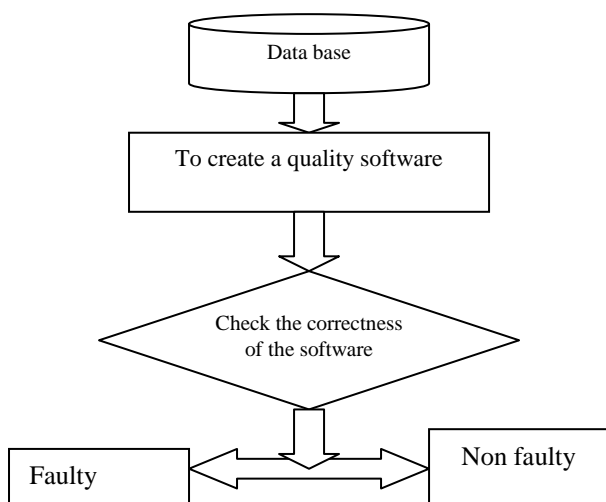 Data base
To create a quality software
Check the correctness
of the software
Faulty
Non faulty